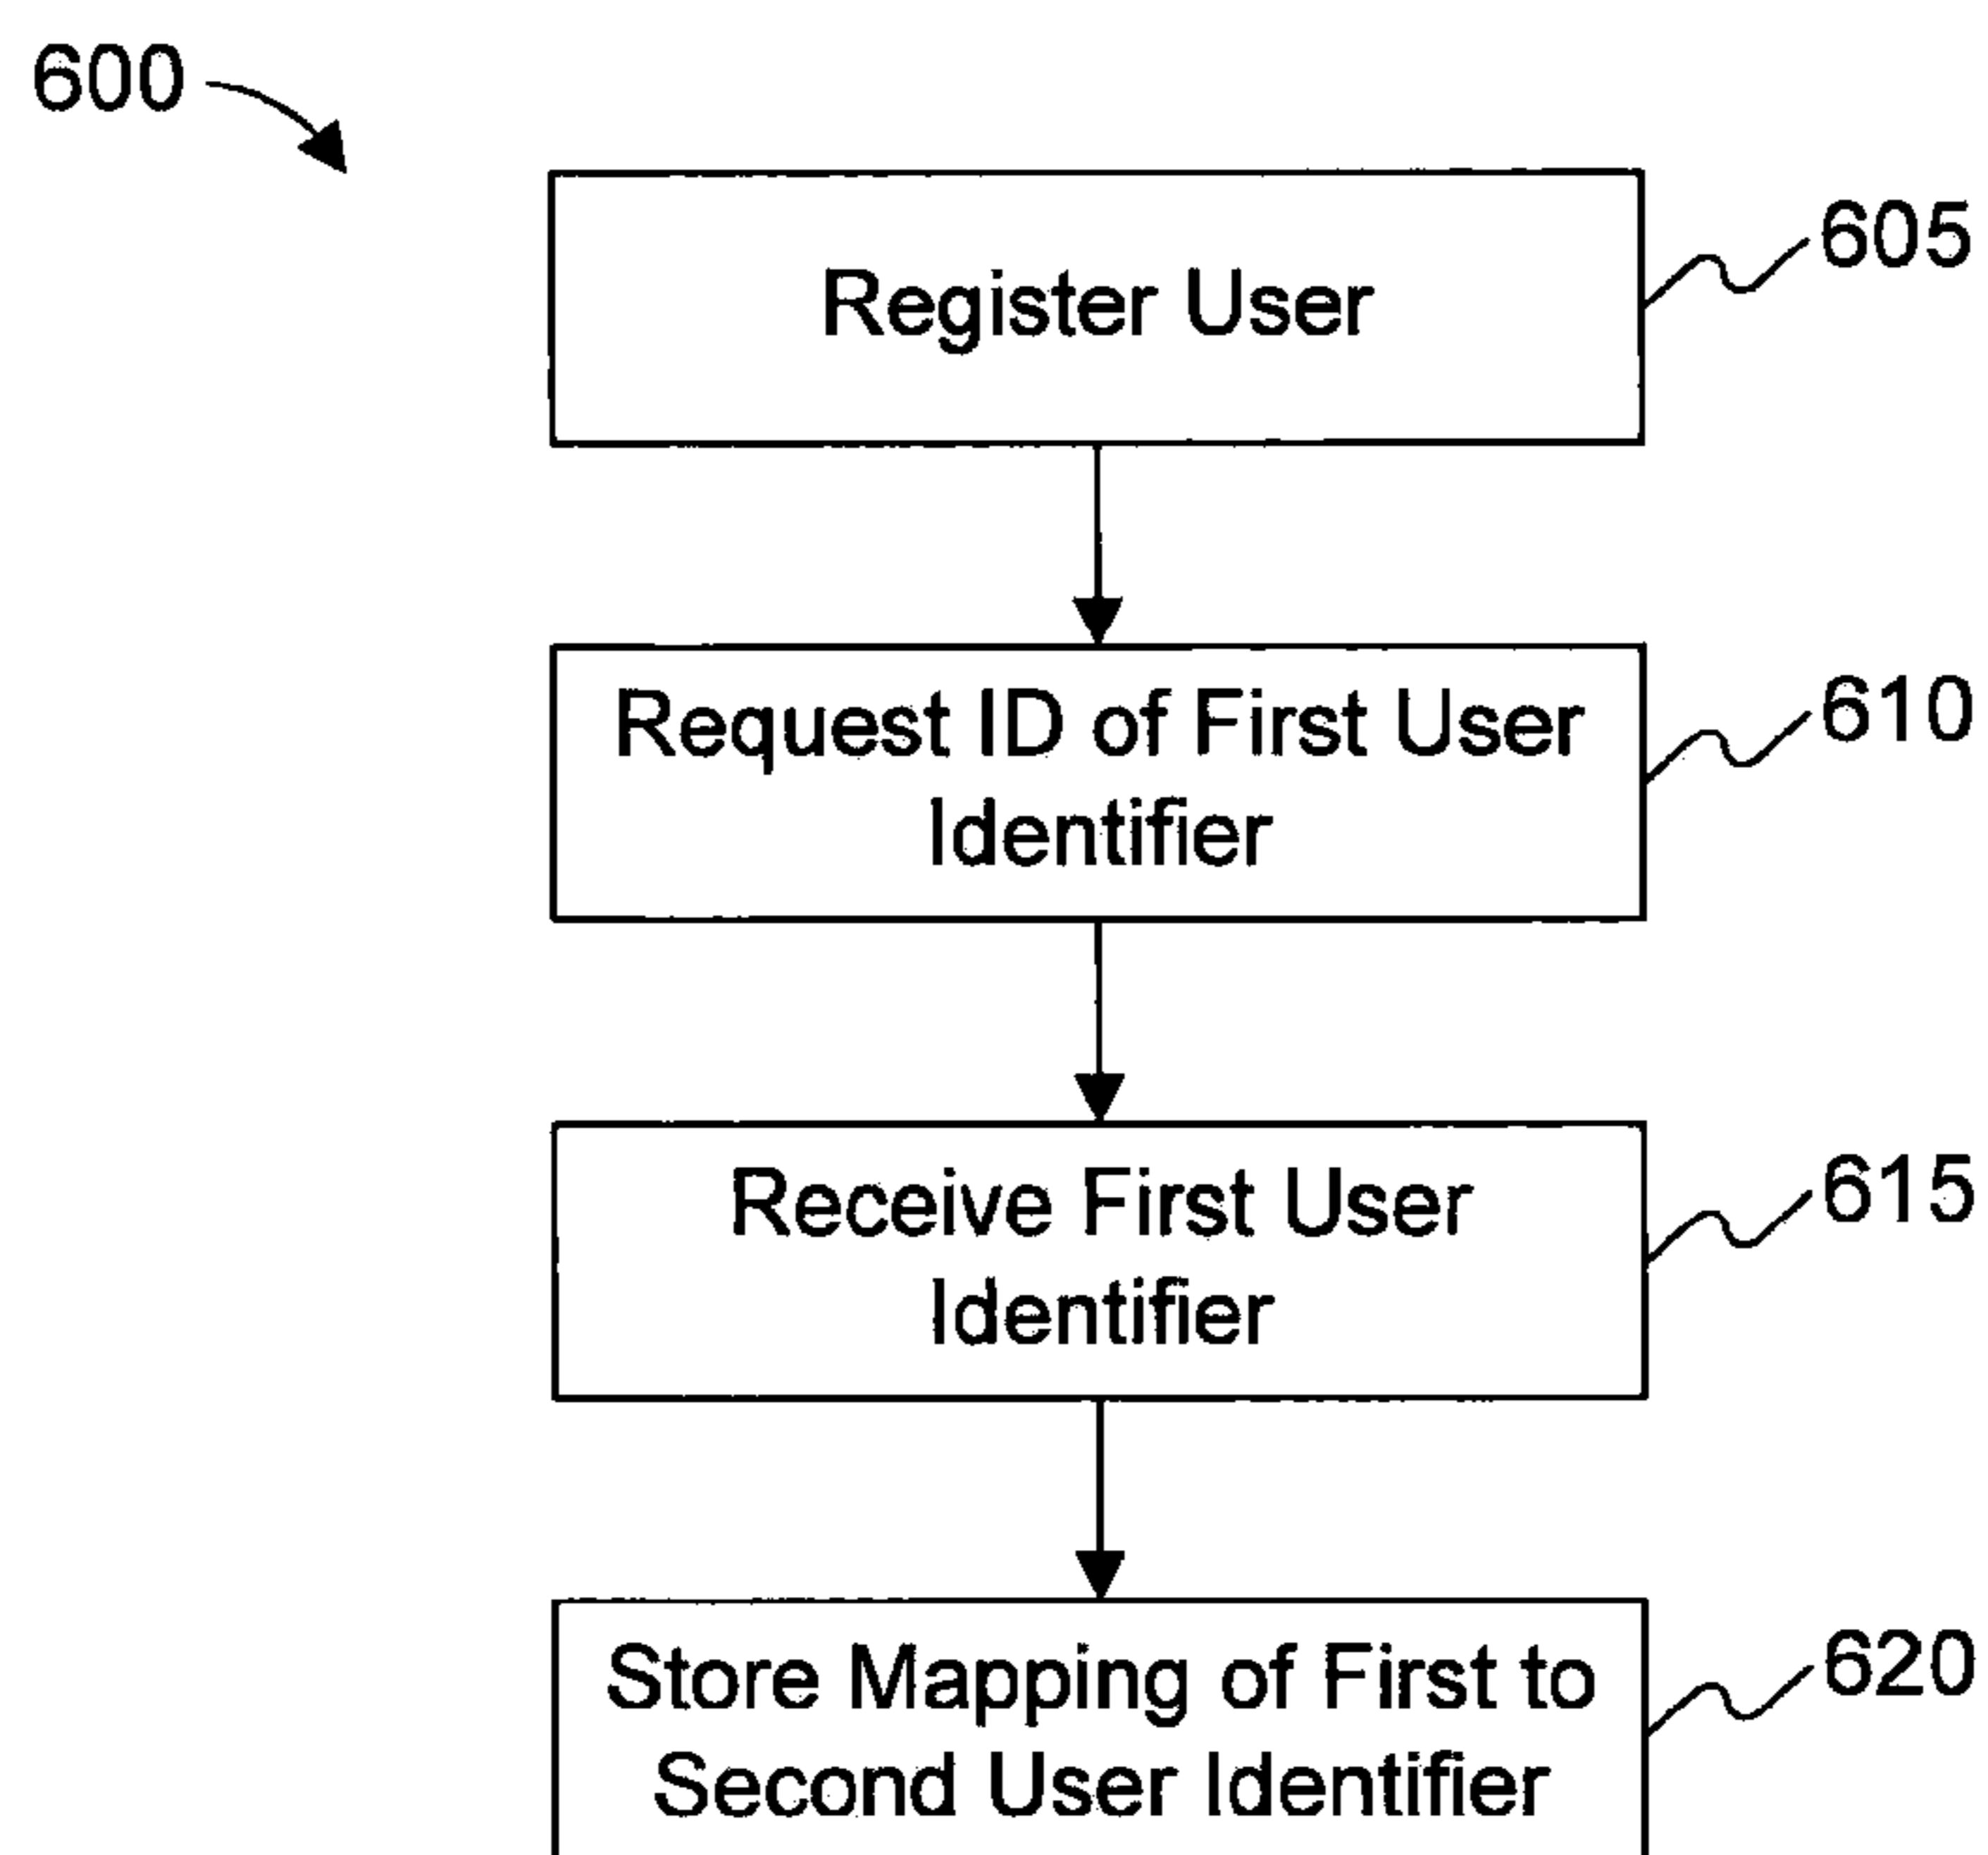 600
605
Register User
610
Request ID of First User
Identifier
615
Receive First User
Identifier
620
Store Mapping of First to
Second User Identifier